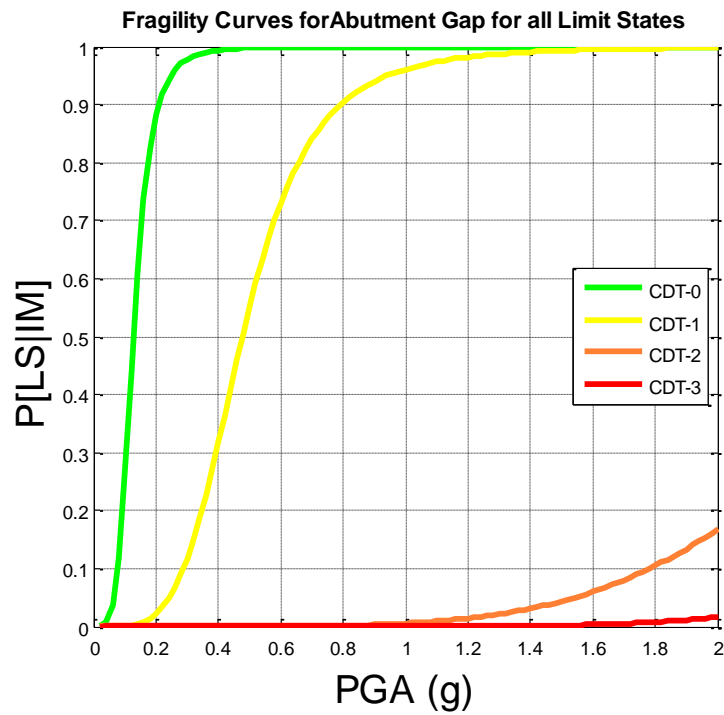 Fragility Curves forAbutment Gap for all Limit States
1
0.9
0.8
0.7
0.6
0.5
0.4
0.3
0.2
0.1
0
P[LS|IM]
CDT-0
CDT-1
CDT-2
CDT-3
0 0.2 0.4 0.6 0.8 1 1.2 1.4 1.6 1.8 2
PGA (g)